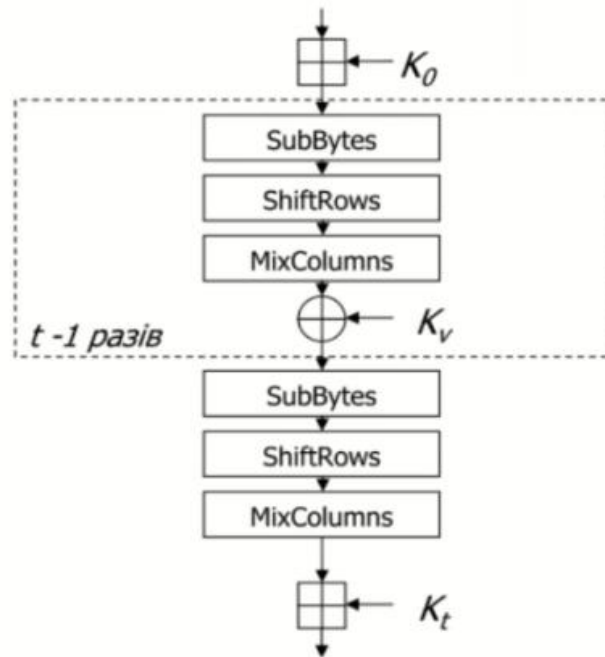 K₀
SubBytes
ShiftRows
MixColumns
Kᵥ
t -1 разів
SubBytes
ShiftRows
MixColumns
Kₜ